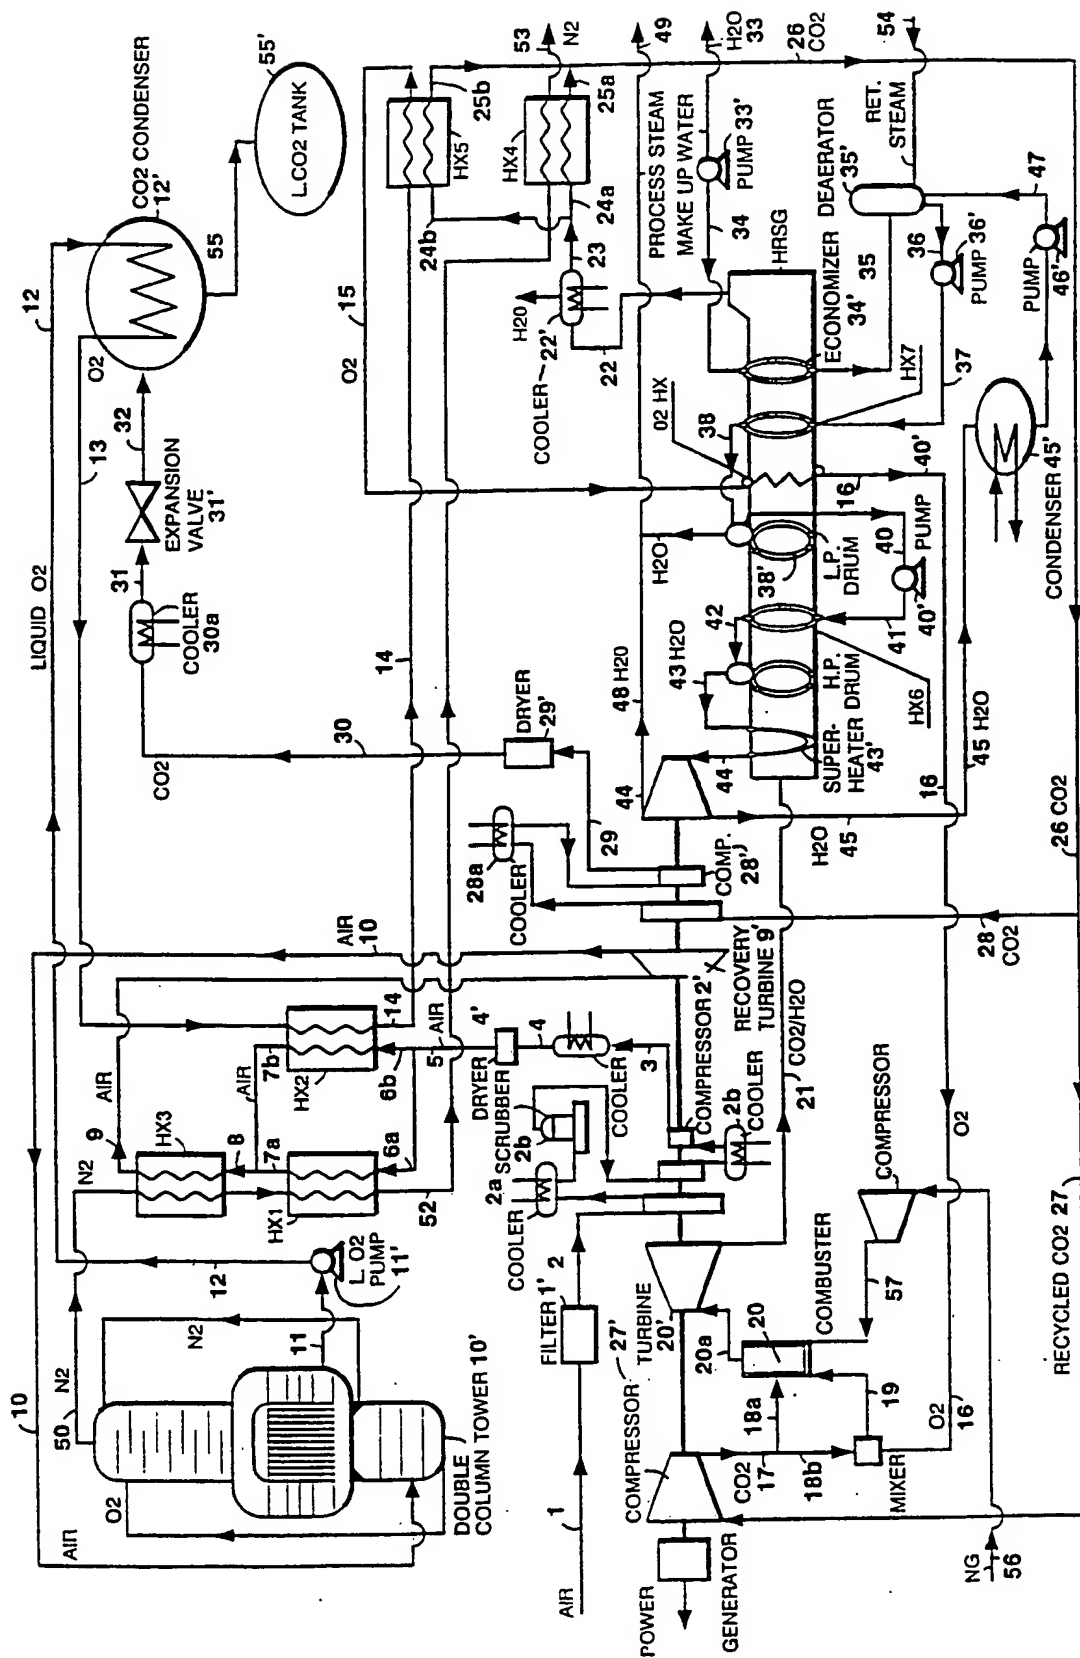 10
50
N2
12
LIQUID O2
12
CO2 CONDENSER
12'
55'
L.CO2 TANK
55
AIR
O2
N2
11
L. O2
PUMP
11'
12
DOUBLE
COLUMN TOWER 10'
N2
9
HX3
8
7a
HX1
6a
52
AIR
AIR
7b
HX2
6b
14
5
AIR
AIR
10
13
O2
32
EXPANSION
VALVE
31'
31
COOLER
30a
CO2
30
14
O2
15
24b
25b
HX5
53
N2
HX4
25a
24a
23
H20
COOLER
22'
22
DRYER
29'
28a
COOLER
29
DRYER
4'
4
COOLER
3
SCRUBBER
2b
2a
COOLER
2
FILTER 1'
1
AIR
COMPRESSOR 2'
2b
COOLER
RECOVERY
TURBINE 9'
COMP.
28'
PROCESS STEAM
49
MAKE UP WATER
H2O
33
PUMP 33'
34
26
CO2
54
RET.
STEAM
DEAERATOR
35'
HRSG
ECONOMIZER
34'
35
36
PUMP 36'
47
PUMP
46'
37
HX7
38
O2 HX
H2O
38'
L.P.
DRUM
16
40'
40
PUMP
40'
41
42
43 H2O
H.P.
DRUM
HX6
SUPER-
HEATER
43'
48 H20
44
44
H2O
45
45 H2O
CONDENSER 45'
16
26 CO2
28
CO2
21
CO2/H2O
COMPRESSOR
57
COMBUSTER
20
20a
TURBINE
20'
COMPRESSOR
27'
POWER
GENERATOR
CO2
17
18a
18b
MIXER
19
O2
16
O2
NG
56
RECYCLED CO2 27